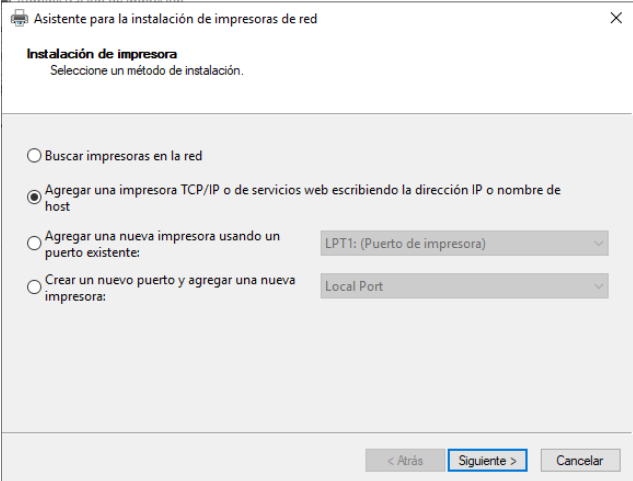 Asistente para la instalación de impresoras de red
Instalación de impresora
Seleccione un método de instalación.
Buscar impresoras en la red
Agregar una impresora TCP/IP o de servicios web escribiendo la dirección IP o nombre de
host
Agregar una nueva impresora usando un
puerto existente:
LPT1: (Puerto de impresora)
Crear un nuevo puerto y agregar una nueva
impresora:
Local Port
< Atrás
Siguiente >
Cancelar